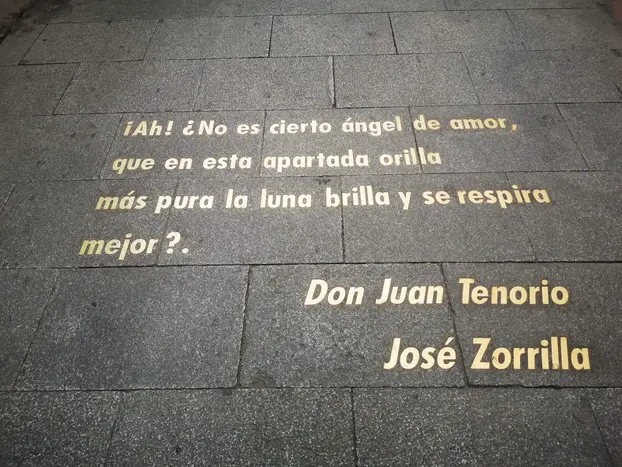 ¡Ah! ¿No es cierto ángel de amor,
que en esta apartada orilla
más pura la luna brilla y se respira
mejor?.
Don Juan Tenorio
José Zorrilla